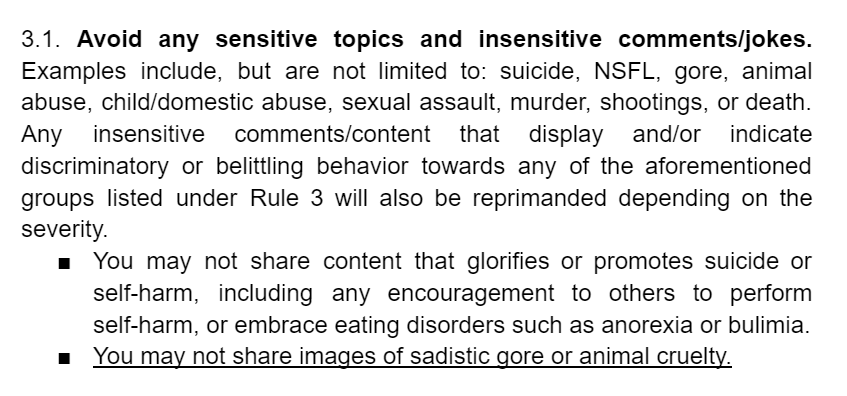 3.1. Avoid any sensitive topics and insensitive comments/jokes.
Examples include, but are not limited to: suicide, NSFL, gore, animal
abuse, child/domestic abuse, sexual assault, murder, shootings, or death.
Any insensitive comments/content that display and/or indicate
discriminatory or belittling behavior towards any of the aforementioned
groups listed under Rule 3 will also be reprimanded depending on the
severity.
■ You may not share content that glorifies or promotes suicide or
self-harm, including any encouragement to others to perform
self-harm, or embrace eating disorders such as anorexia or bulimia.
■ You may not share images of sadistic gore or animal cruelty.